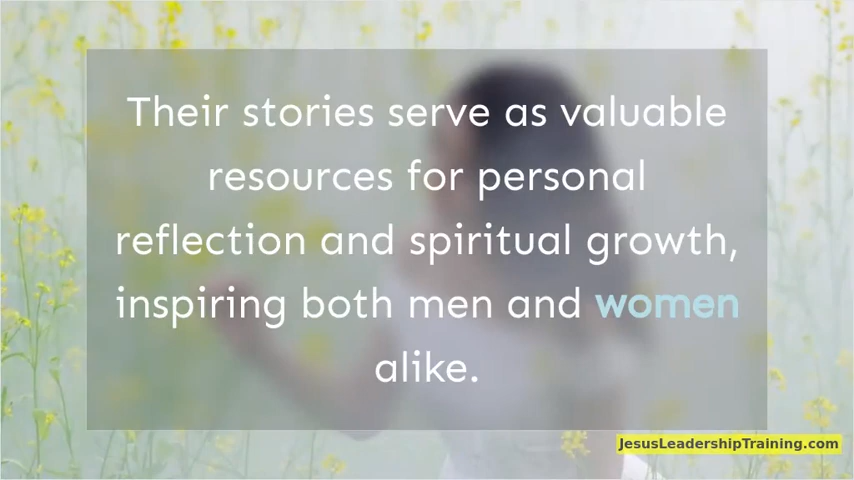 Their stories serve as valuable
resources for personal
reflection and spiritual growth,
inspiring both men and women
alike.
JesusLeadershipTraining.com